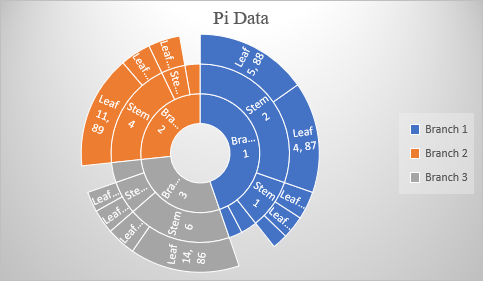 Pi Data
Leaf
5, 88
Stem
2
Leaf
4, 87
Bra...
1
Stem
1
Leaf...
Leaf...
Leaf
14,
86
Stem
6
Bra...
3
Leaf...
Leaf...
Leaf...
Ste...
Leaf
11,
89
Stem
4
Bra...
2
Leaf...
Leaf...
Ste...
Branch 1
Branch 2
Branch 3